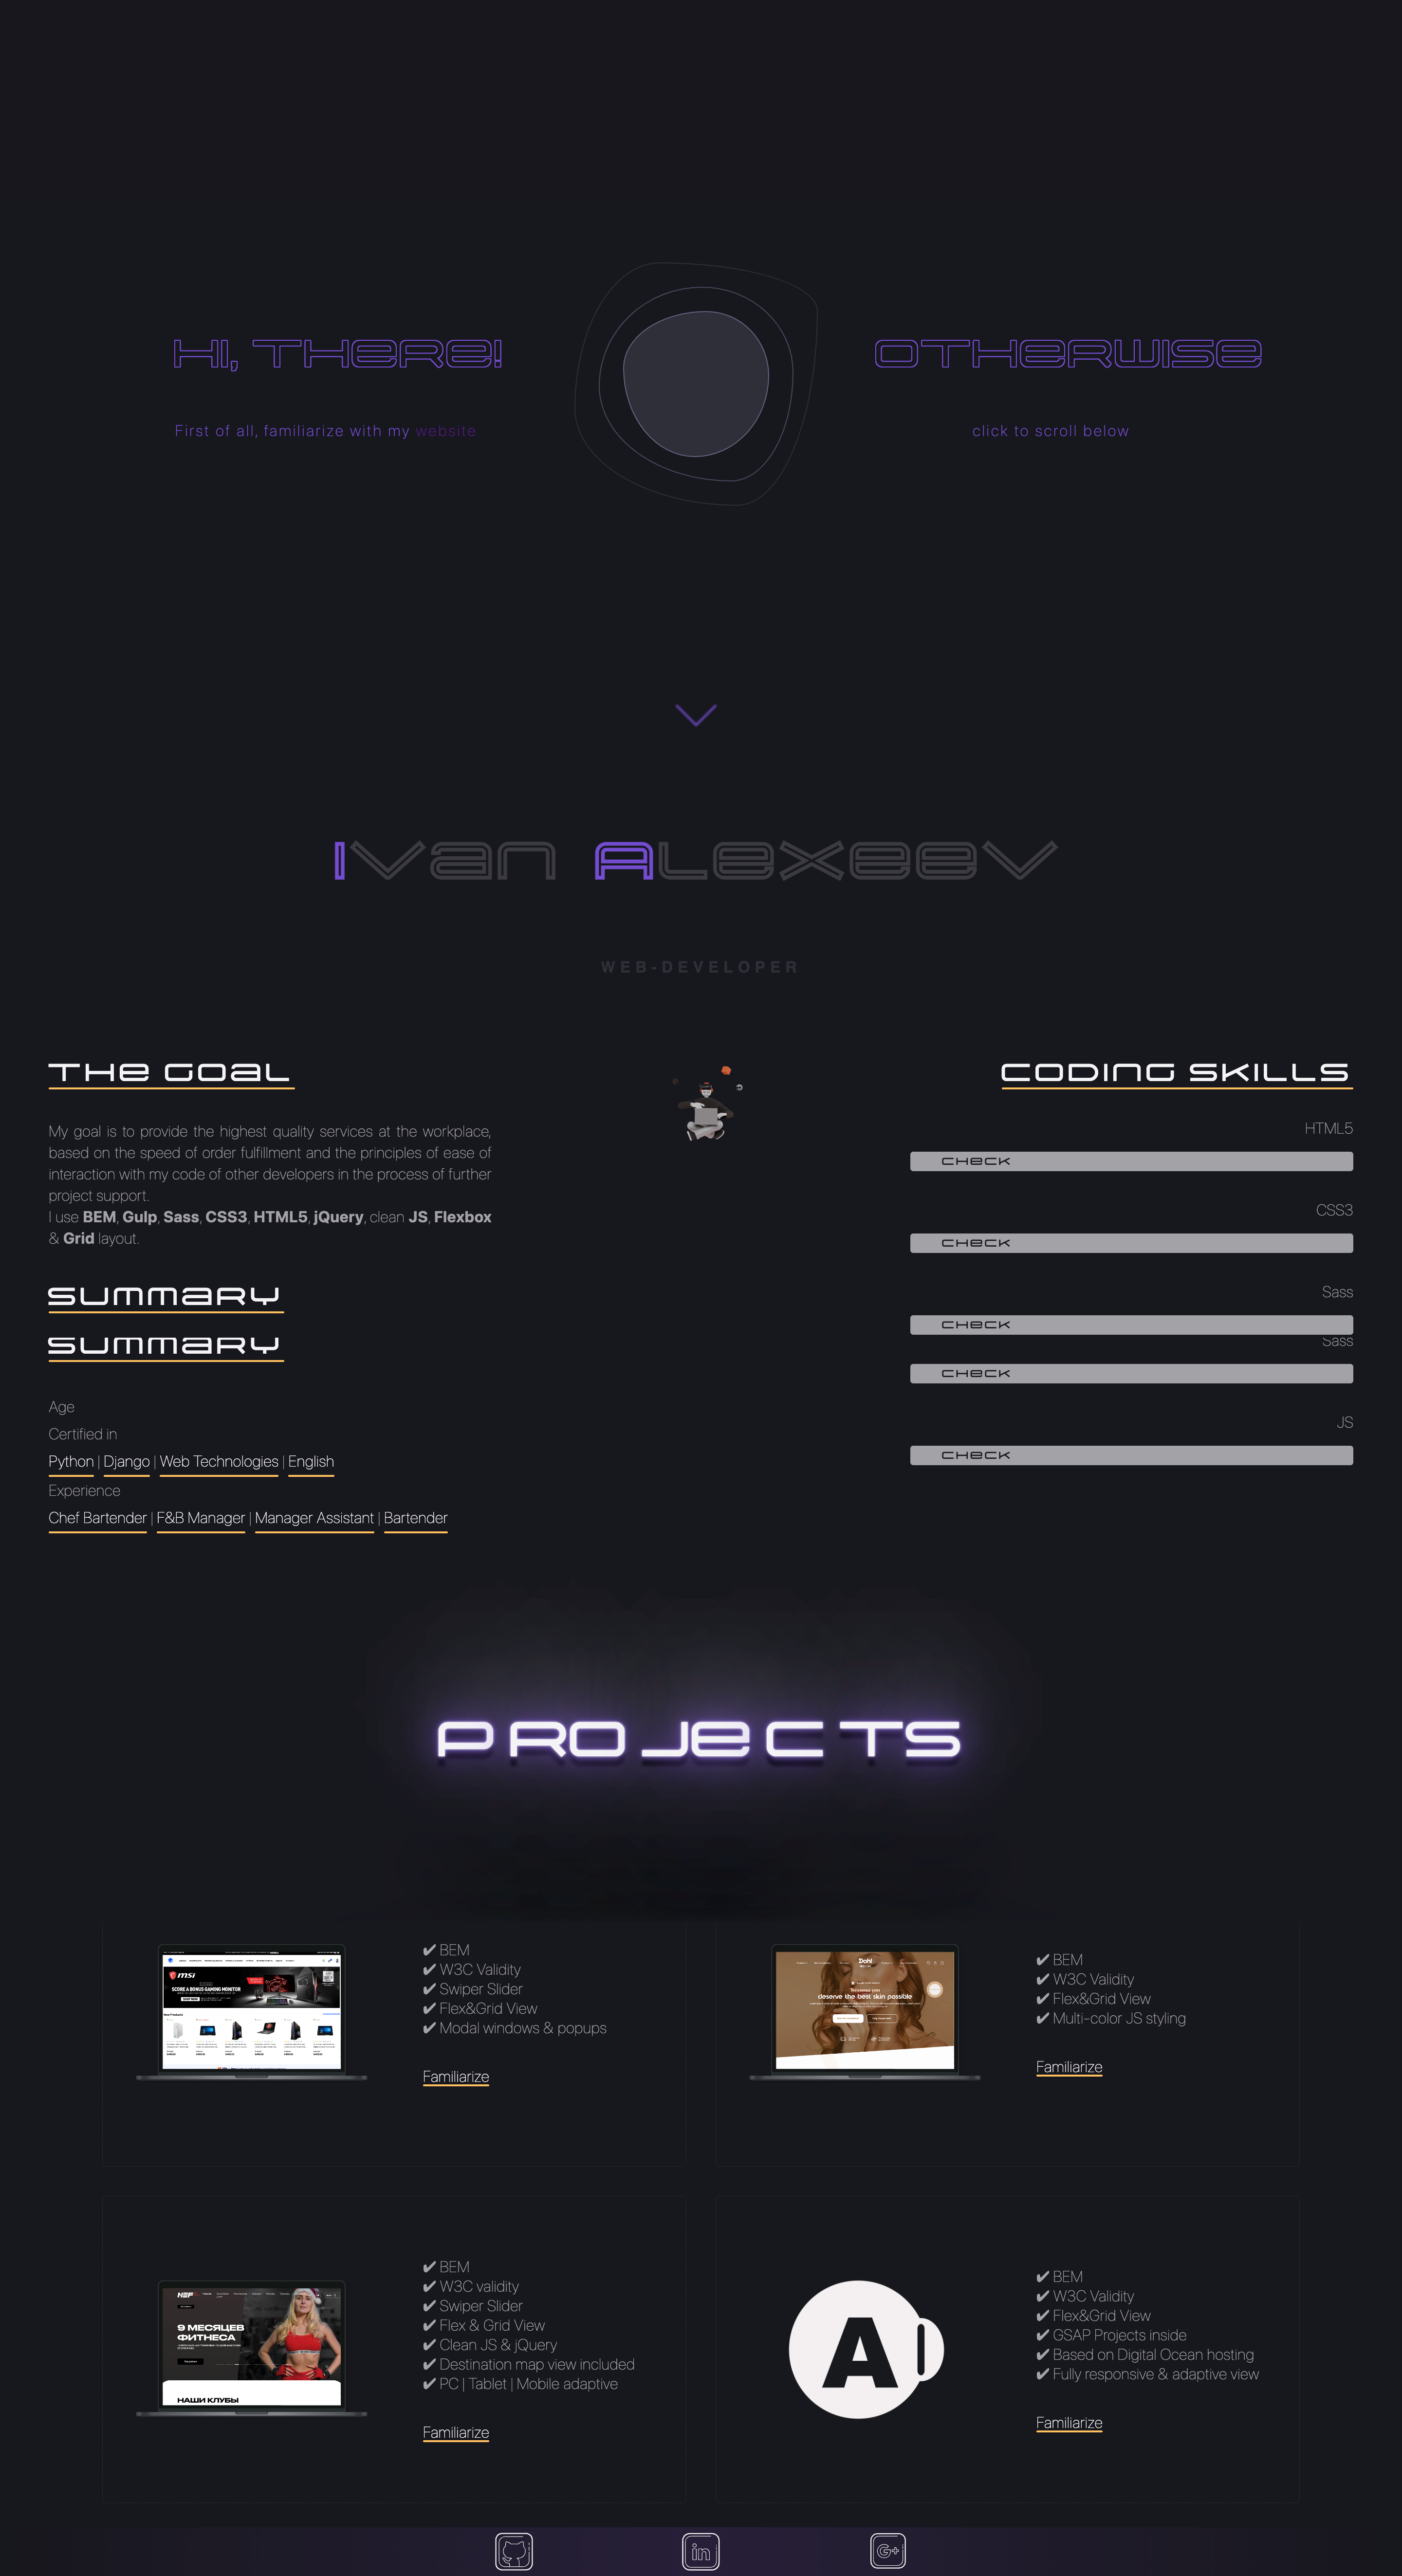 HI, THERE!
OTHERWISE
First of all, familiarize with my website
click to scroll below
Ivan Alexeev
WEB-DEVELOPER
THE GOAL
My goal is to provide the highest quality services at the workplace,
based on the speed of order fulfillment and the principles of ease of
interaction with my code of other developers in the process of further
project support.
I use BEM, Gulp, Sass, CSS3, HTML5, jQuery, clean JS, Flexbox
& Grid layout.
SUMMARY
SUMMARY
Age
Certified in
Python | Django | Web Technologies | English
Experience
Chef Bartender | F&B Manager | Manager Assistant | Bartender
CODING SKILLS
HTML5
CHECK
CSS3
CHECK
Sass
CHECK
Sass
CHECK
JS
CHECK
PROJECTS
msi
SCORE A BONUS GAMING MONITOR
New Products
✔ BEM
✔ W3C Validity
✔ Swiper Slider
✔ Flex&Grid View
✔ Modal windows & popups
Familiarize
deserve the best skin possible
✔ BEM
✔ W3C Validity
✔ Flex&Grid View
✔ Multi-color JS styling
Familiarize
9 МЕСЯЦЕВ
ФИТНЕСА
НАШИ КЛУБЫ
✔ BEM
✔ W3C validity
✔ Swiper Slider
✔ Flex & Grid View
✔ Clean JS & jQuery
✔ Destination map view included
✔ PC | Tablet | Mobile adaptive
Familiarize
A
✔ BEM
✔ W3C Validity
✔ Flex&Grid View
✔ GSAP Projects inside
✔ Based on Digital Ocean hosting
✔ Fully responsive & adaptive view
Familiarize
in
G+